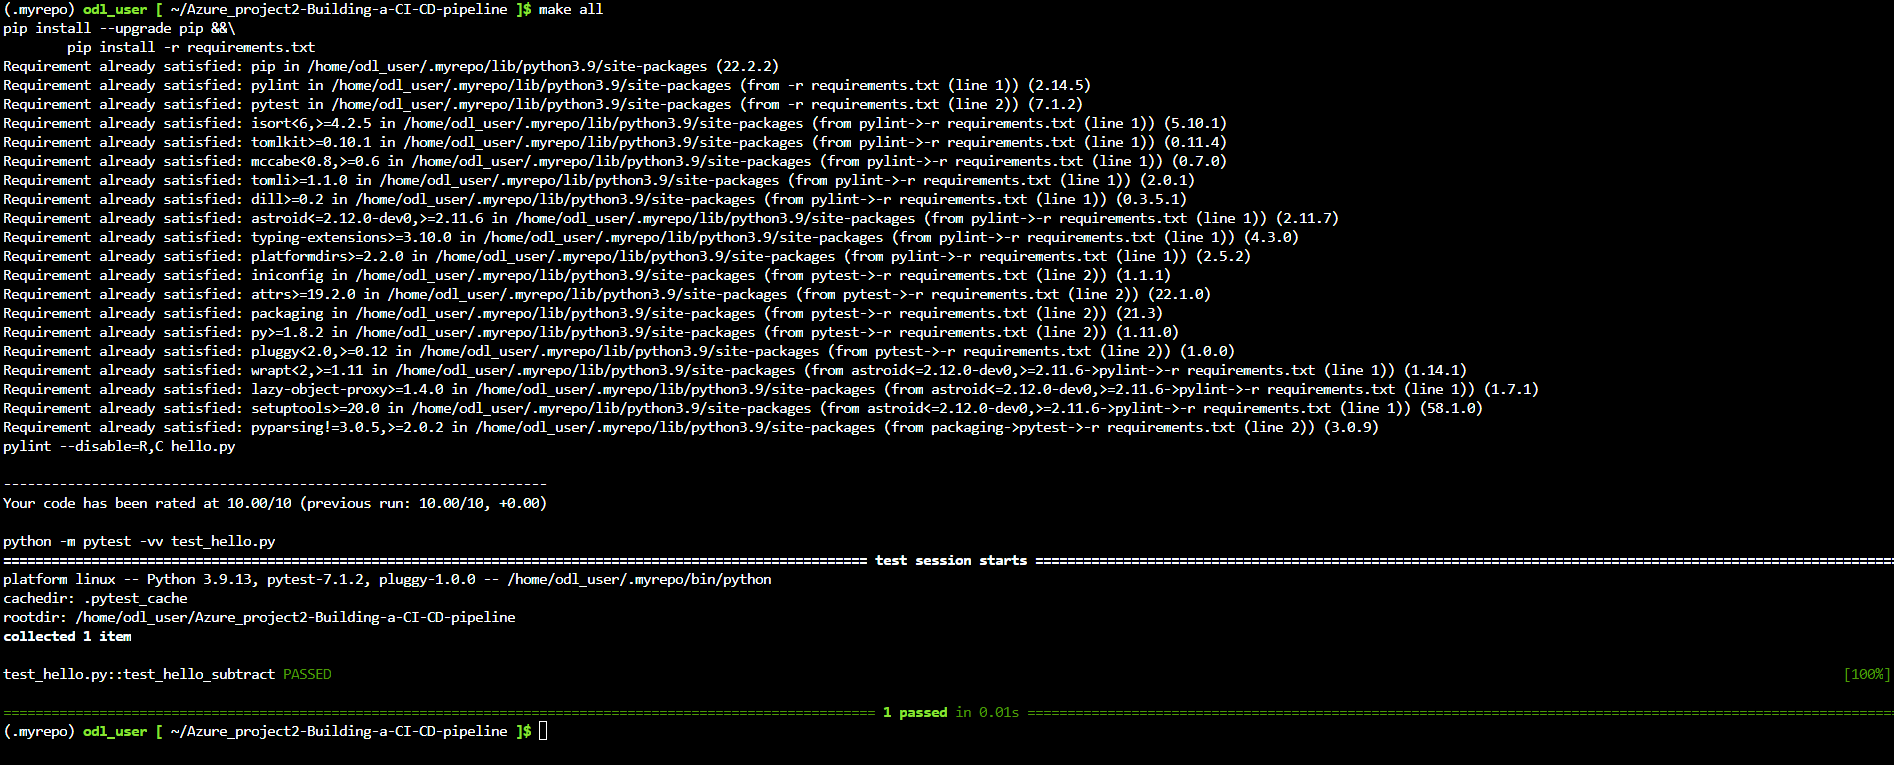 (.myrepo) odl_user [ ~/Azure_project2-Building-a-CI-CD-pipeline ]$ make all
pip install --upgrade pip &&\
        pip install -r requirements.txt
Requirement already satisfied: pip in /home/odl_user/.myrepo/lib/python3.9/site-packages (22.2.2)
Requirement already satisfied: pylint in /home/odl_user/.myrepo/lib/python3.9/site-packages (from -r requirements.txt (line 1)) (2.14.5)
Requirement already satisfied: pytest in /home/odl_user/.myrepo/lib/python3.9/site-packages (from -r requirements.txt (line 2)) (7.1.2)
Requirement already satisfied: isort<6,>=4.2.5 in /home/odl_user/.myrepo/lib/python3.9/site-packages (from pylint->-r requirements.txt (line 1)) (5.10.1)
Requirement already satisfied: tomlkit>=0.10.1 in /home/odl_user/.myrepo/lib/python3.9/site-packages (from pylint->-r requirements.txt (line 1)) (0.11.4)
Requirement already satisfied: mccabe<0.8,>=0.6 in /home/odl_user/.myrepo/lib/python3.9/site-packages (from pylint->-r requirements.txt (line 1)) (0.7.0)
Requirement already satisfied: tomli>=1.1.0 in /home/odl_user/.myrepo/lib/python3.9/site-packages (from pylint->-r requirements.txt (line 1)) (2.0.1)
Requirement already satisfied: dill>=0.2 in /home/odl_user/.myrepo/lib/python3.9/site-packages (from pylint->-r requirements.txt (line 1)) (0.3.5.1)
Requirement already satisfied: astroid<=2.12.0-dev0,>=2.11.6 in /home/odl_user/.myrepo/lib/python3.9/site-packages (from pylint->-r requirements.txt (line 1)) (2.11.7)
Requirement already satisfied: typing-extensions>=3.10.0 in /home/odl_user/.myrepo/lib/python3.9/site-packages (from pylint->-r requirements.txt (line 1)) (4.3.0)
Requirement already satisfied: platformdirs>=2.2.0 in /home/odl_user/.myrepo/lib/python3.9/site-packages (from pylint->-r requirements.txt (line 1)) (2.5.2)
Requirement already satisfied: iniconfig in /home/odl_user/.myrepo/lib/python3.9/site-packages (from pytest->-r requirements.txt (line 2)) (1.1.1)
Requirement already satisfied: attrs>=19.2.0 in /home/odl_user/.myrepo/lib/python3.9/site-packages (from pytest->-r requirements.txt (line 2)) (22.1.0)
Requirement already satisfied: packaging in /home/odl_user/.myrepo/lib/python3.9/site-packages (from pytest->-r requirements.txt (line 2)) (21.3)
Requirement already satisfied: py>=1.8.2 in /home/odl_user/.myrepo/lib/python3.9/site-packages (from pytest->-r requirements.txt (line 2)) (1.11.0)
Requirement already satisfied: pluggy<2.0,>=0.12 in /home/odl_user/.myrepo/lib/python3.9/site-packages (from pytest->-r requirements.txt (line 2)) (1.0.0)
Requirement already satisfied: wrapt<2,>=1.11 in /home/odl_user/.myrepo/lib/python3.9/site-packages (from astroid<=2.12.0-dev0,>=2.11.6->pylint->-r requirements.txt (line 1)) (1.14.1)
Requirement already satisfied: lazy-object-proxy>=1.4.0 in /home/odl_user/.myrepo/lib/python3.9/site-packages (from astroid<=2.12.0-dev0,>=2.11.6->pylint->-r requirements.txt (line 1)) (1.7.1)
Requirement already satisfied: setuptools>=20.0 in /home/odl_user/.myrepo/lib/python3.9/site-packages (from astroid<=2.12.0-dev0,>=2.11.6->pylint->-r requirements.txt (line 1)) (58.1.0)
Requirement already satisfied: pyparsing!=3.0.5,>=2.0.2 in /home/odl_user/.myrepo/lib/python3.9/site-packages (from packaging->pytest->-r requirements.txt (line 2)) (3.0.9)
pylint --disable=R,C hello.py
--------------------------------------------------------------------
Your code has been rated at 10.00/10 (previous run: 10.00/10, +0.00)
python -m pytest -vv test_hello.py
============ test session starts ============
platform linux -- Python 3.9.13, pytest-7.1.2, pluggy-1.0.0 -- /home/odl_user/.myrepo/bin/python
cachedir: .pytest_cache
rootdir: /home/odl_user/Azure_project2-Building-a-CI-CD-pipeline
collected 1 item
test_hello.py::test_hello_subtract PASSED [100%]
============ 1 passed in 0.01s ============
(.myrepo) odl_user [ ~/Azure_project2-Building-a-CI-CD-pipeline ]$